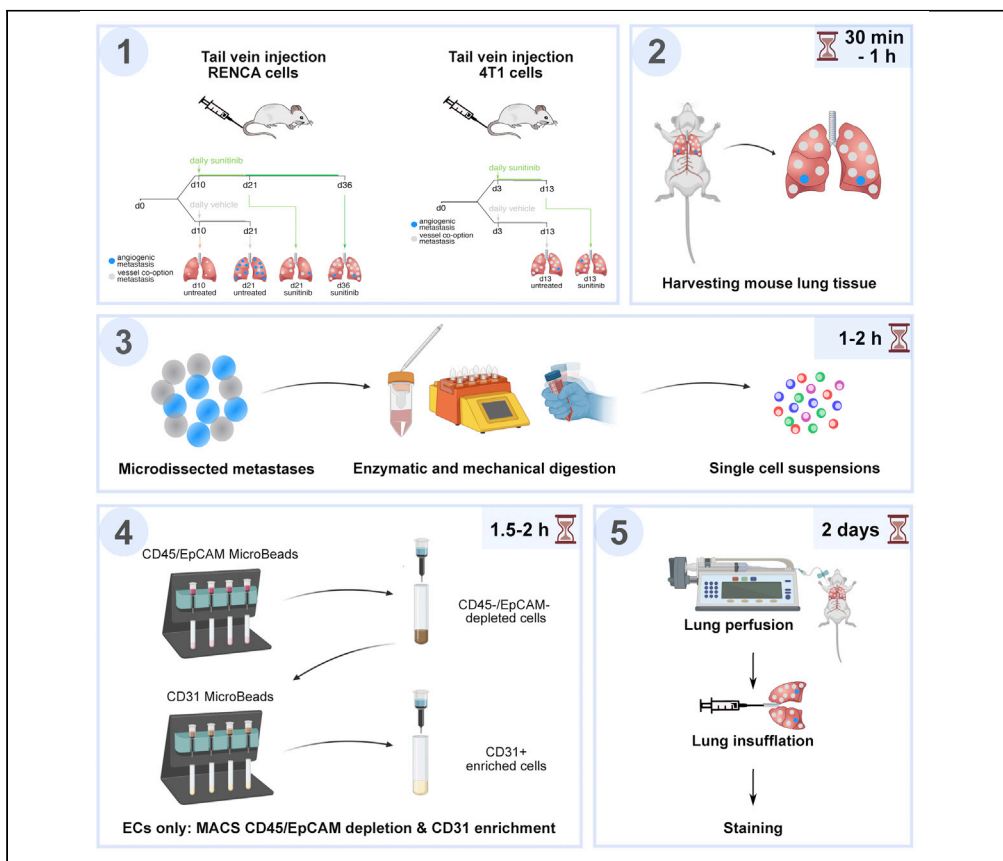 1
Tail vein injection
RENCA cells
Tail vein injection
4T1 cells
daily sunitinib
d10
d21
d36
d0
daily vehicle
d10
d21
angiogenic
metastasis
vessel co-option
metastasis
d10
untreated
d21
untreated
d21
sunitinib
d36
sunitinib
daily sunitinib
d3
d13
d0
daily vehicle
d3
d13
angiogenic
metastasis
vessel co-option
metastasis
d13
untreated
d13
sunitinib
2
30 min
- 1 h
Harvesting mouse lung tissue
3
1-2 h
Microdissected metastases
Enzymatic and mechanical digestion
Single cell suspensions
4
1.5-2 h
CD45/EpCAM MicroBeads
CD45-/EpCAM-
depleted cells
CD31 MicroBeads
CD31+
enriched cells
ECs only: MACS CD45/EpCAM depletion & CD31 enrichment
5
2 days
Lung perfusion
Lung insufflation
Staining